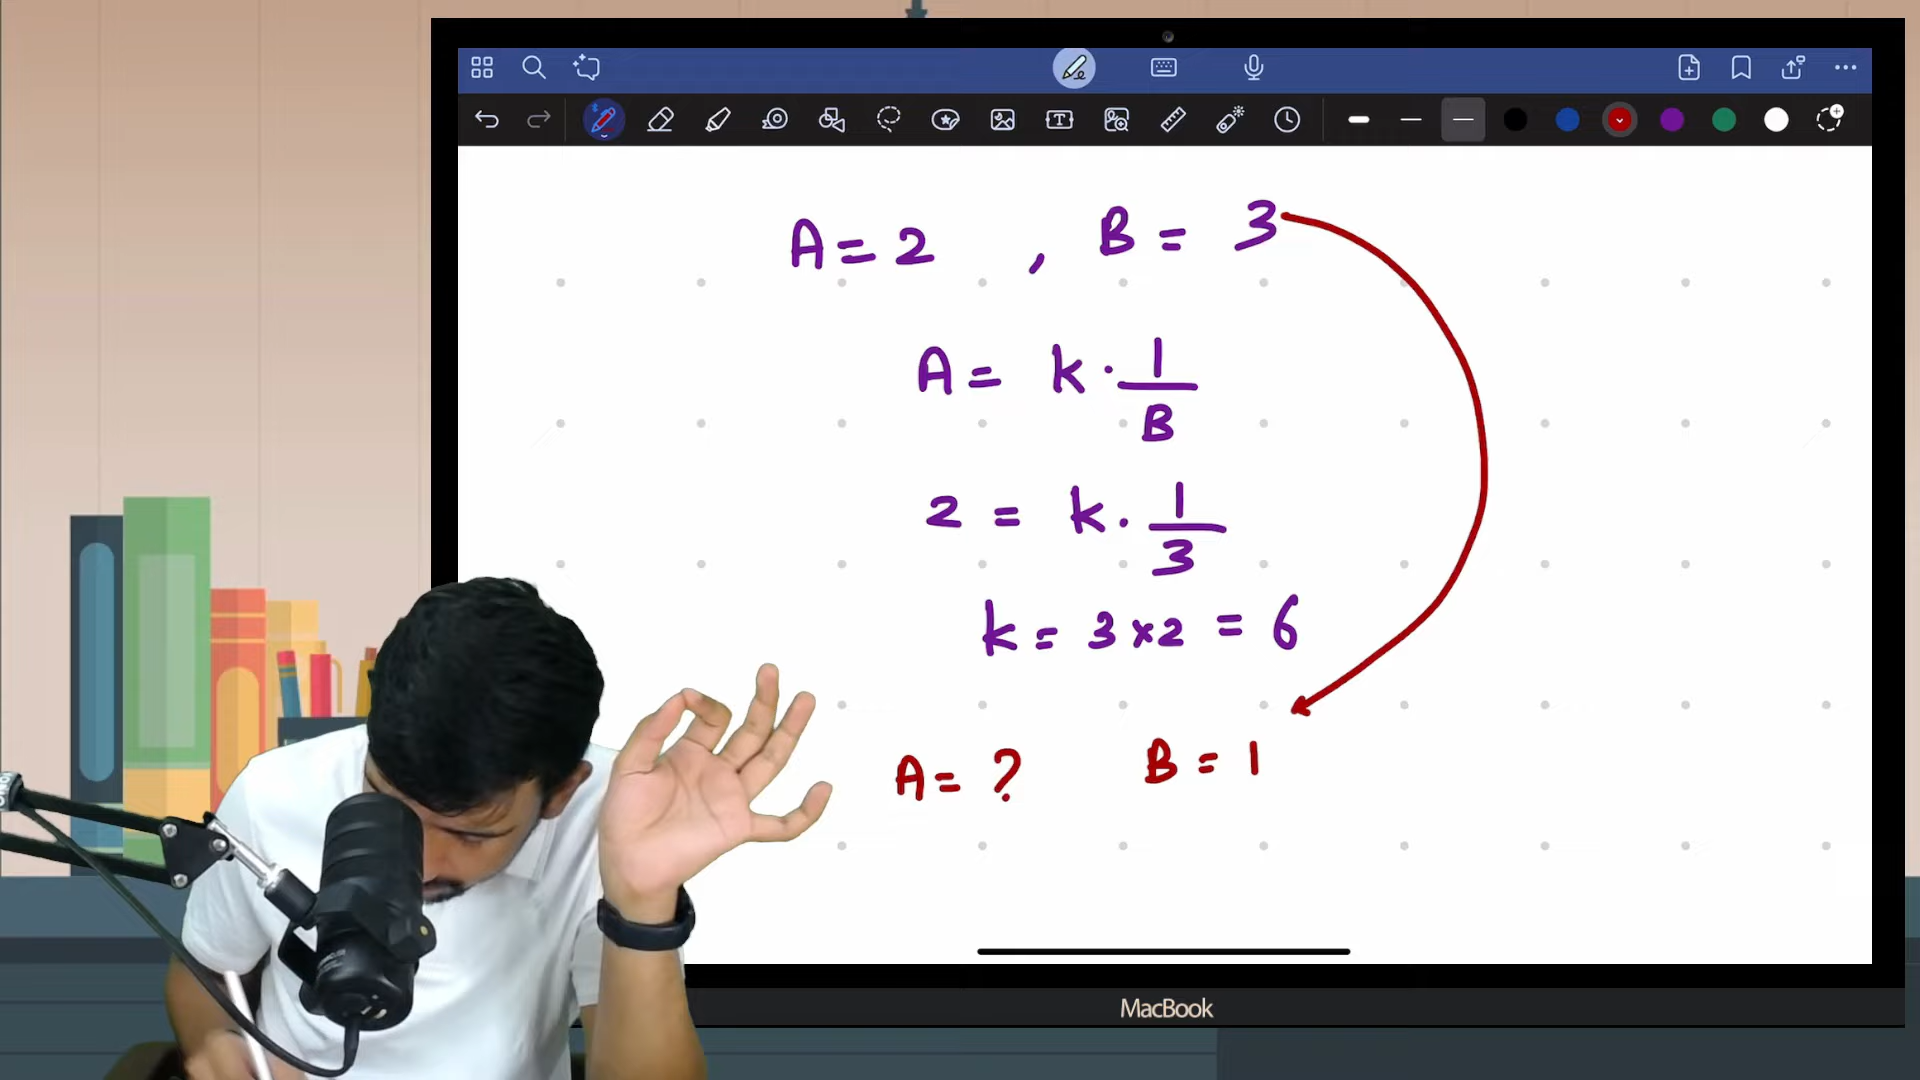 A = 2 , B = 3
A = k · 1/B
2 = k · 1/3
k = 3 × 2 = 6
A = ? B = 1
MacBook